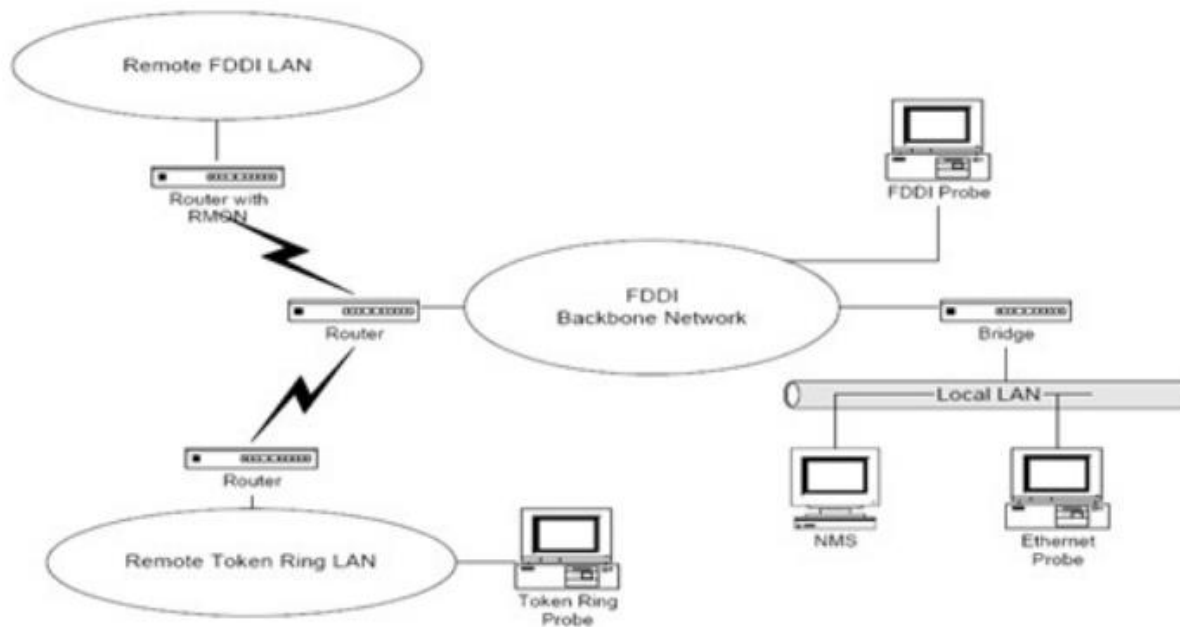 Remote FDDI LAN
Router with
RMON
FDDI Probe
FDDI
Backbone Network
Router
Bridge
Local LAN
Router
NMS
Ethernet
Probe
Remote Token Ring LAN
Token Ring
Probe